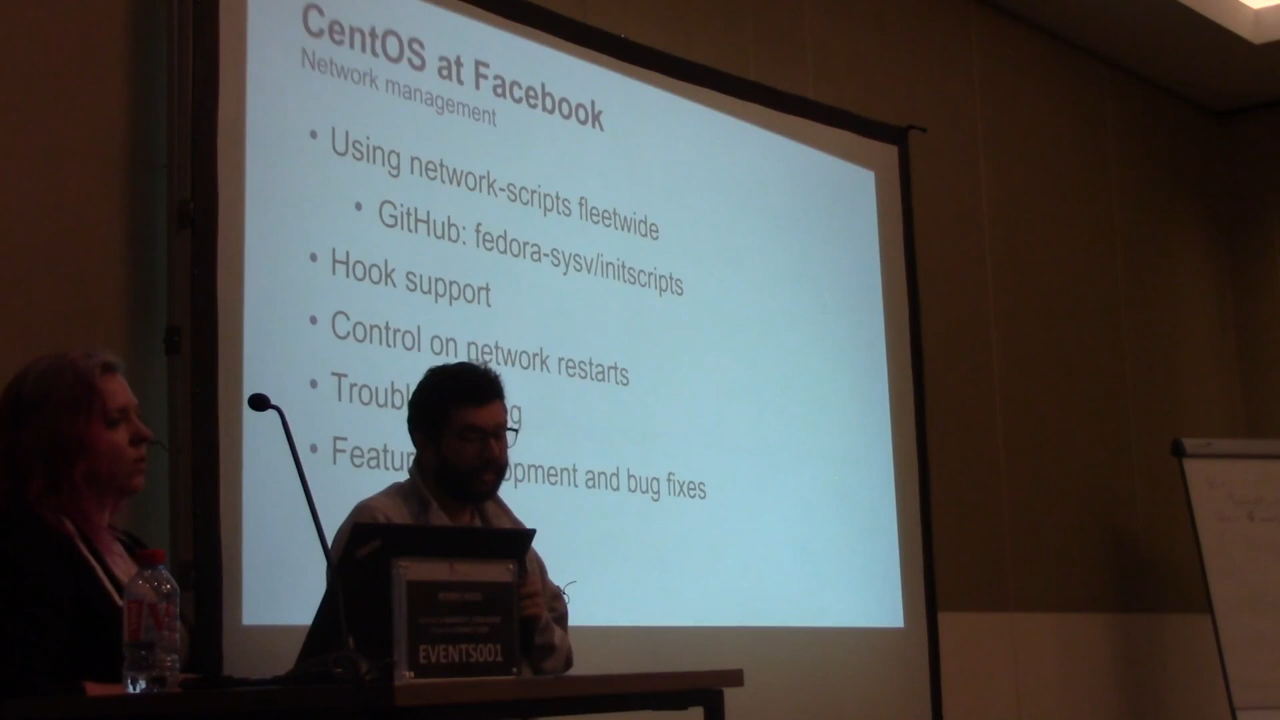 CentOS at Facebook
Network management
• Using network-scripts fleetwide
• GitHub: fedora-sysv/initscripts
• Hook support
• Control on network restarts
• Troubl g
• Featur opment and bug fixes
EVENTS001